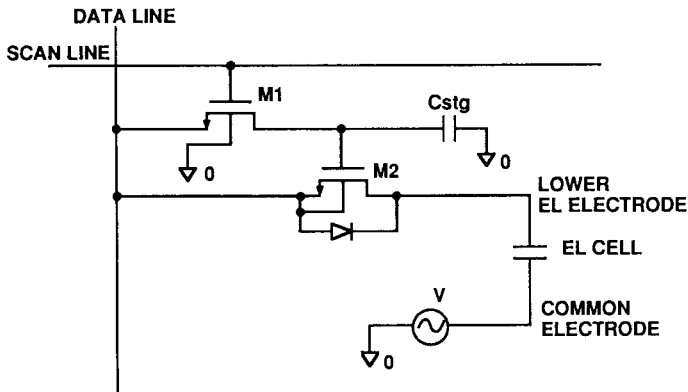 DATA LINE
SCAN LINE
M1
Cstg
0
0
M2
LOWER
EL ELECTRODE
EL CELL
V
COMMON
ELECTRODE
0